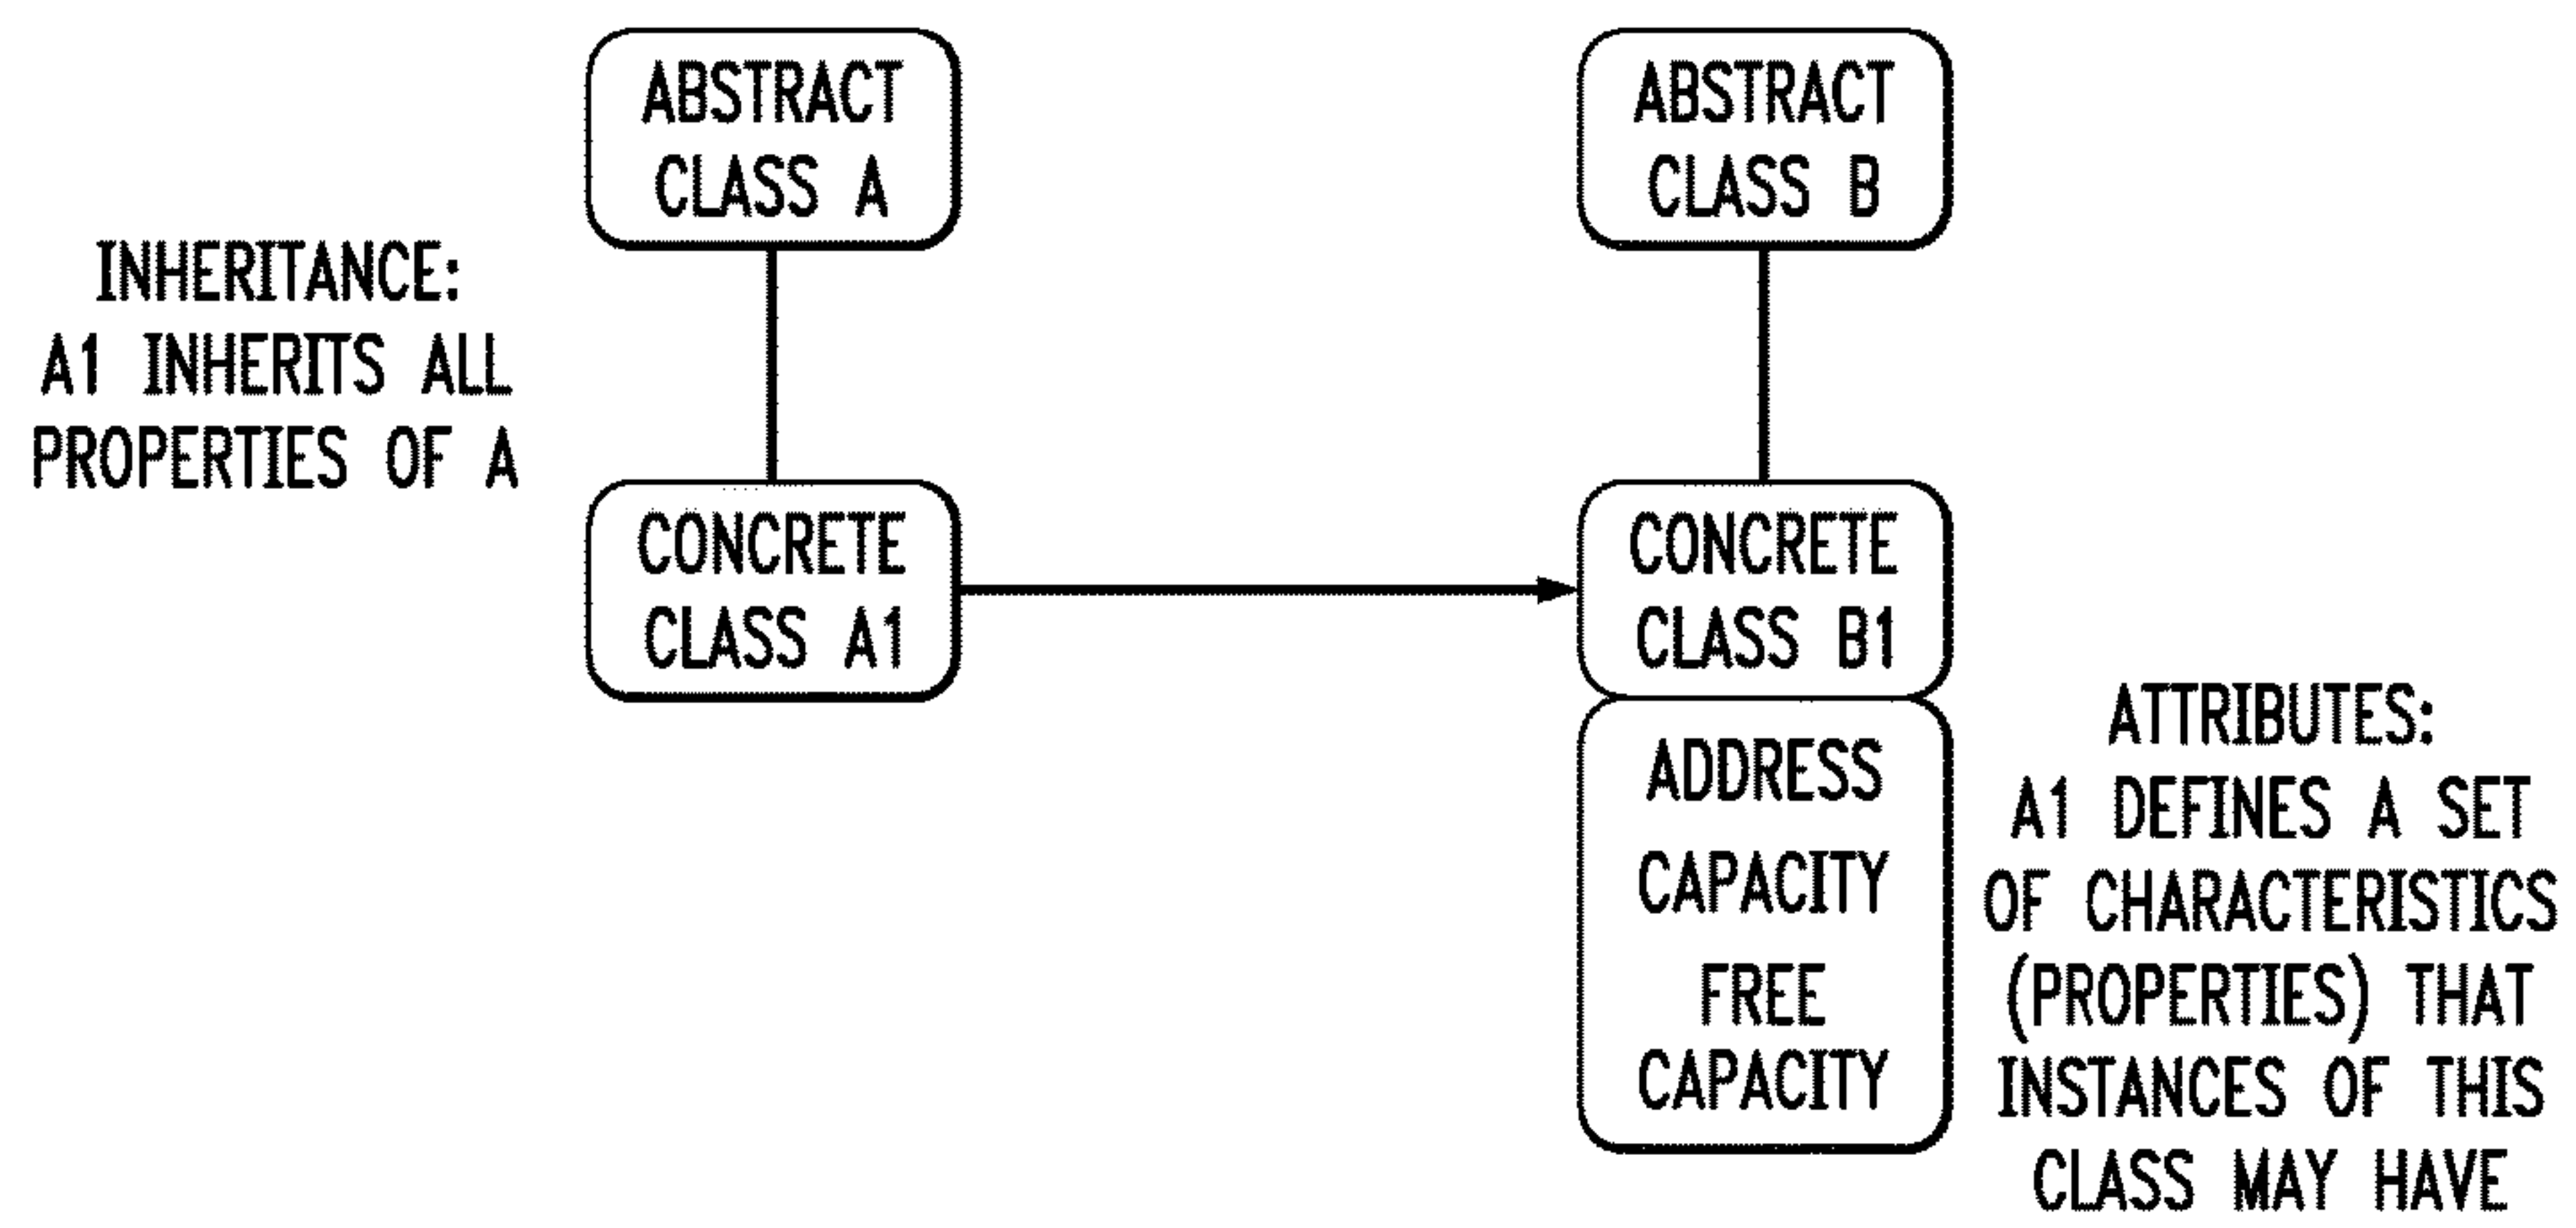 ABSTRACT
CLASS A
ABSTRACT
CLASS B
INHERITANCE:
A1 INHERITS ALL
PROPERTIES OF A
CONCRETE
CLASS A1
CONCRETE
CLASS B1
ADDRESS
CAPACITY
FREE
CAPACITY
ATTRIBUTES:
A1 DEFINES A SET
OF CHARACTERISTICS
(PROPERTIES) THAT
INSTANCES OF THIS
CLASS MAY HAVE